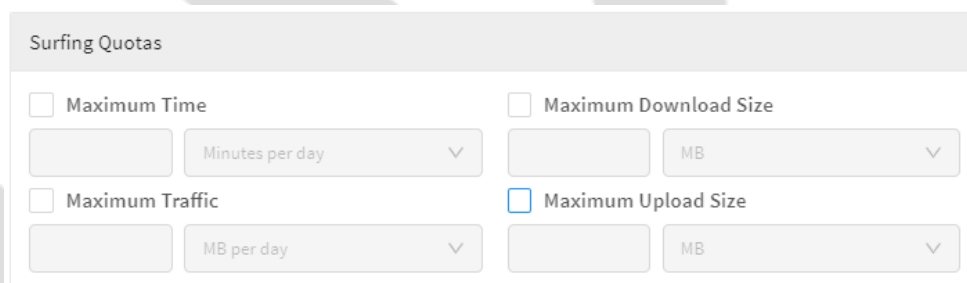 Surfing Quotas
Maximum Time
Maximum Download Size
Minutes per day
MB
Maximum Traffic
Maximum Upload Size
MB per day
MB